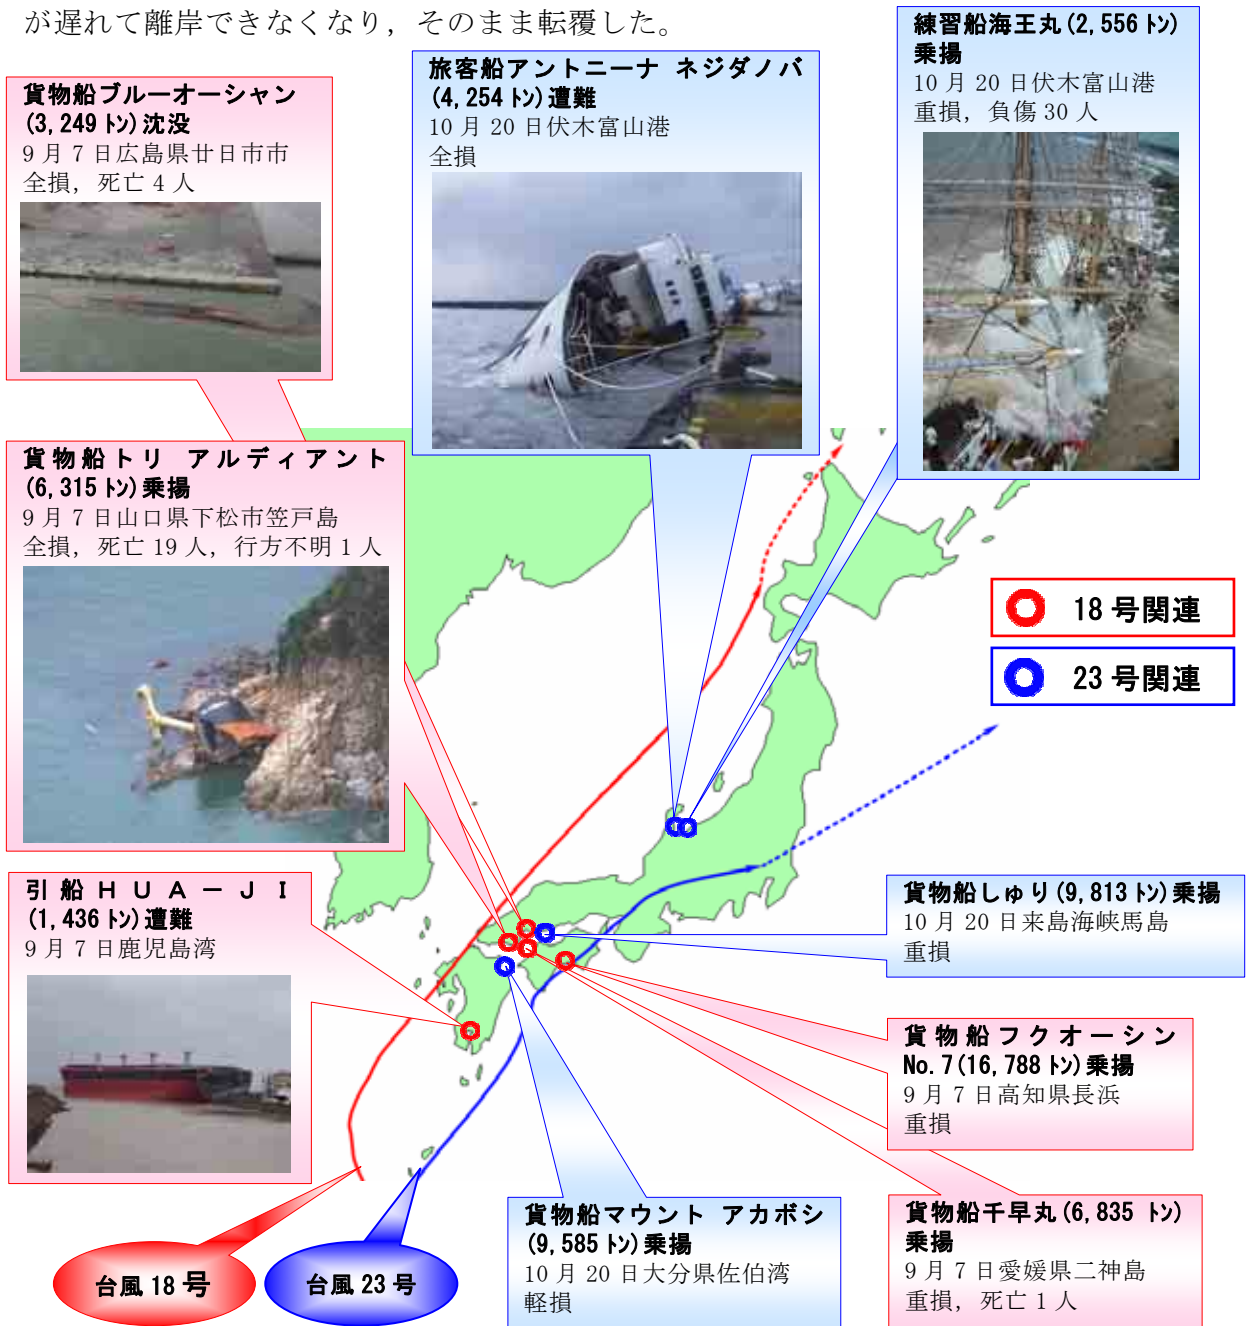 が遅れて離岸できなくなり，そのまま転覆した。
貨物船ブルーオーシャン
(3,249 ﾄﾝ)沈没
9 月 7 日広島県廿日市市
全損，死亡 4 人
旅客船アントニーナ ネジダノバ
(4,254 ﾄﾝ)遭難
10 月 20 日伏木富山港
全損
練習船海王丸(2,556 ﾄﾝ)
乗揚
10 月 20 日伏木富山港
重損，負傷 30 人
貨物船トリ アルディアント
(6,315 ﾄﾝ)乗揚
9 月 7 日山口県下松市笠戸島
全損，死亡 19 人，行方不明 1 人
18 号関連
23 号関連
引船ＨＵＡ－ＪＩ
(1,436 ﾄﾝ)遭難
9 月 7 日鹿児島湾
貨物船しゅり(9,813 ﾄﾝ)乗揚
10 月 20 日来島海峡馬島
重損
貨物船フクオーシン
No.7(16,788 ﾄﾝ)乗揚
9 月 7 日高知県長浜
重損
貨物船マウント アカボシ
(9,585 ﾄﾝ)乗揚
10 月 20 日大分県佐伯湾
軽損
貨物船千早丸(6,835 ﾄﾝ)
乗揚
9 月 7 日愛媛県二神島
重損，死亡 1 人
台風 18 号
台風 23 号